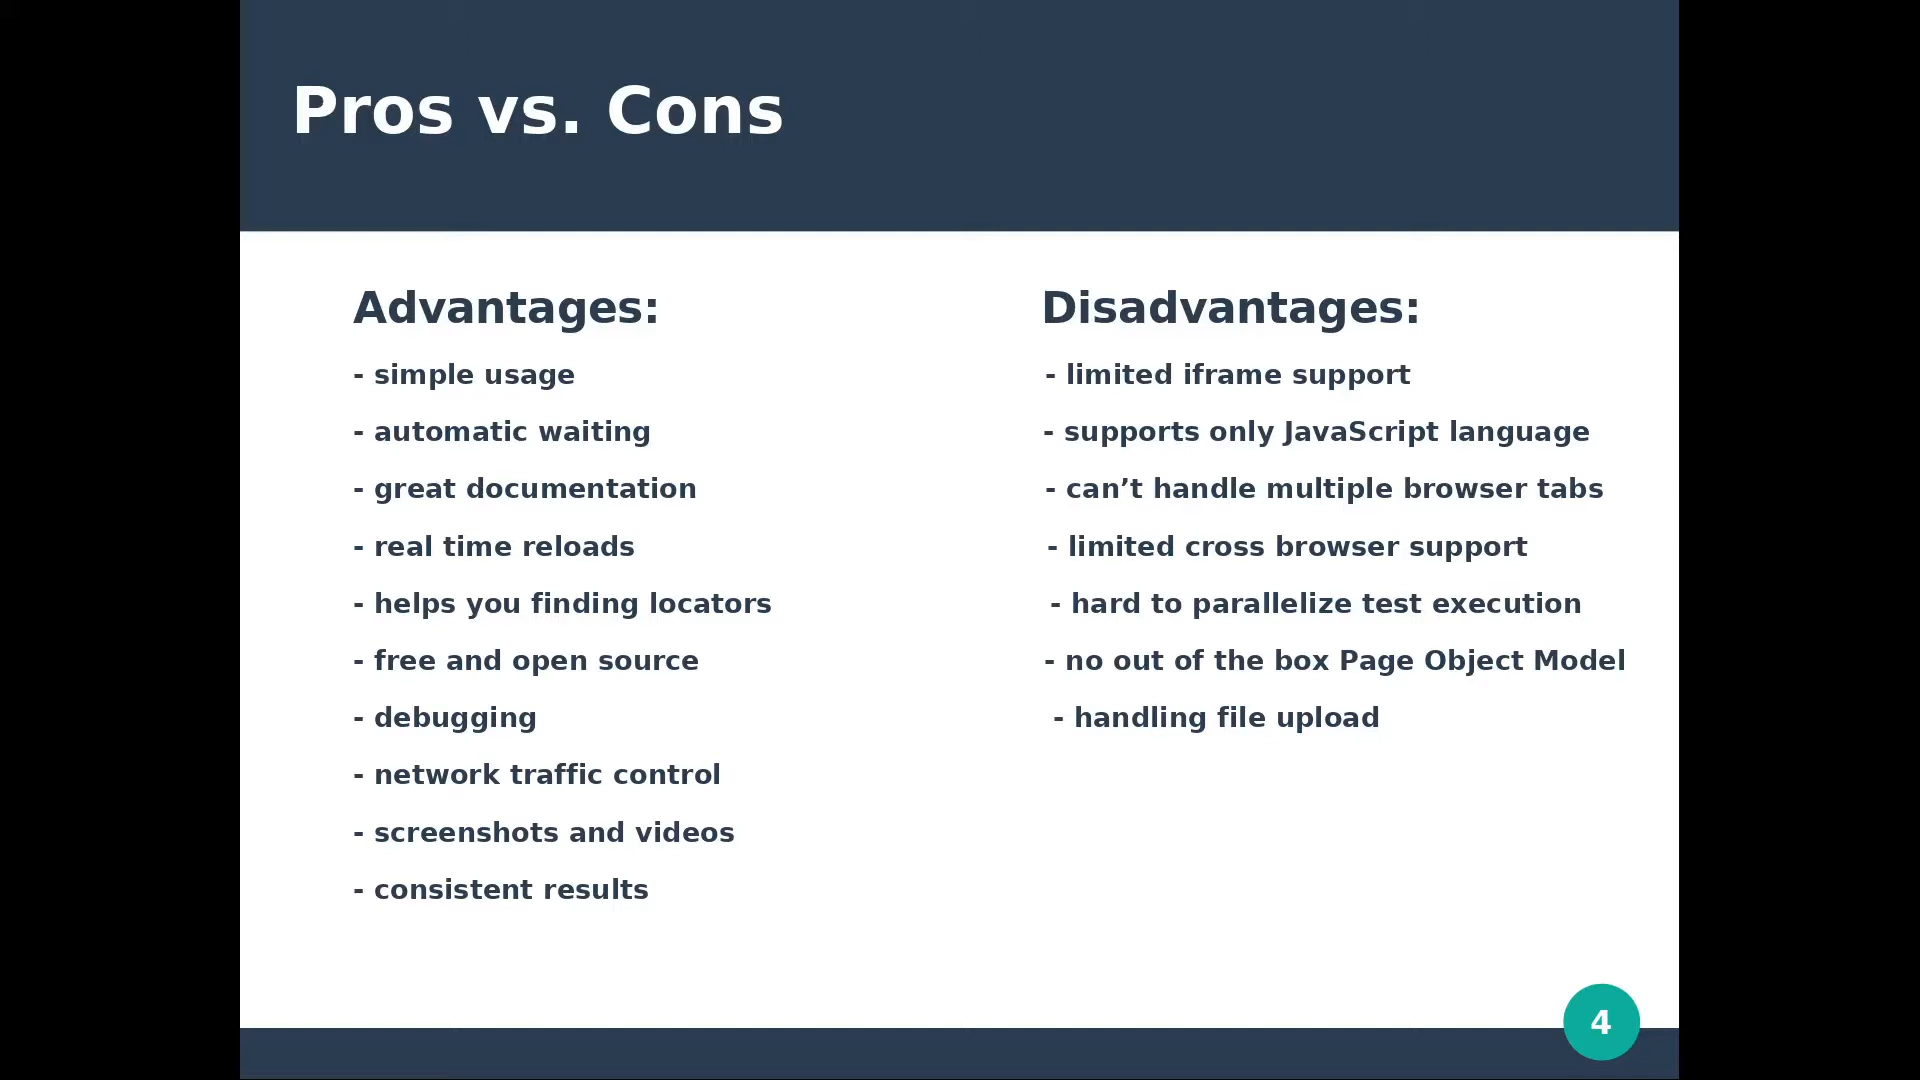 Pros vs. Cons
Advantages:
- simple usage
- automatic waiting
- great documentation
- real time reloads
- helps you finding locators
- free and open source
- debugging
- network traffic control
- screenshots and videos
- consistent results
Disadvantages:
- limited iframe support
- supports only JavaScript language
- can’t handle multiple browser tabs
- limited cross browser support
- hard to parallelize test execution
- no out of the box Page Object Model
- handling file upload
4